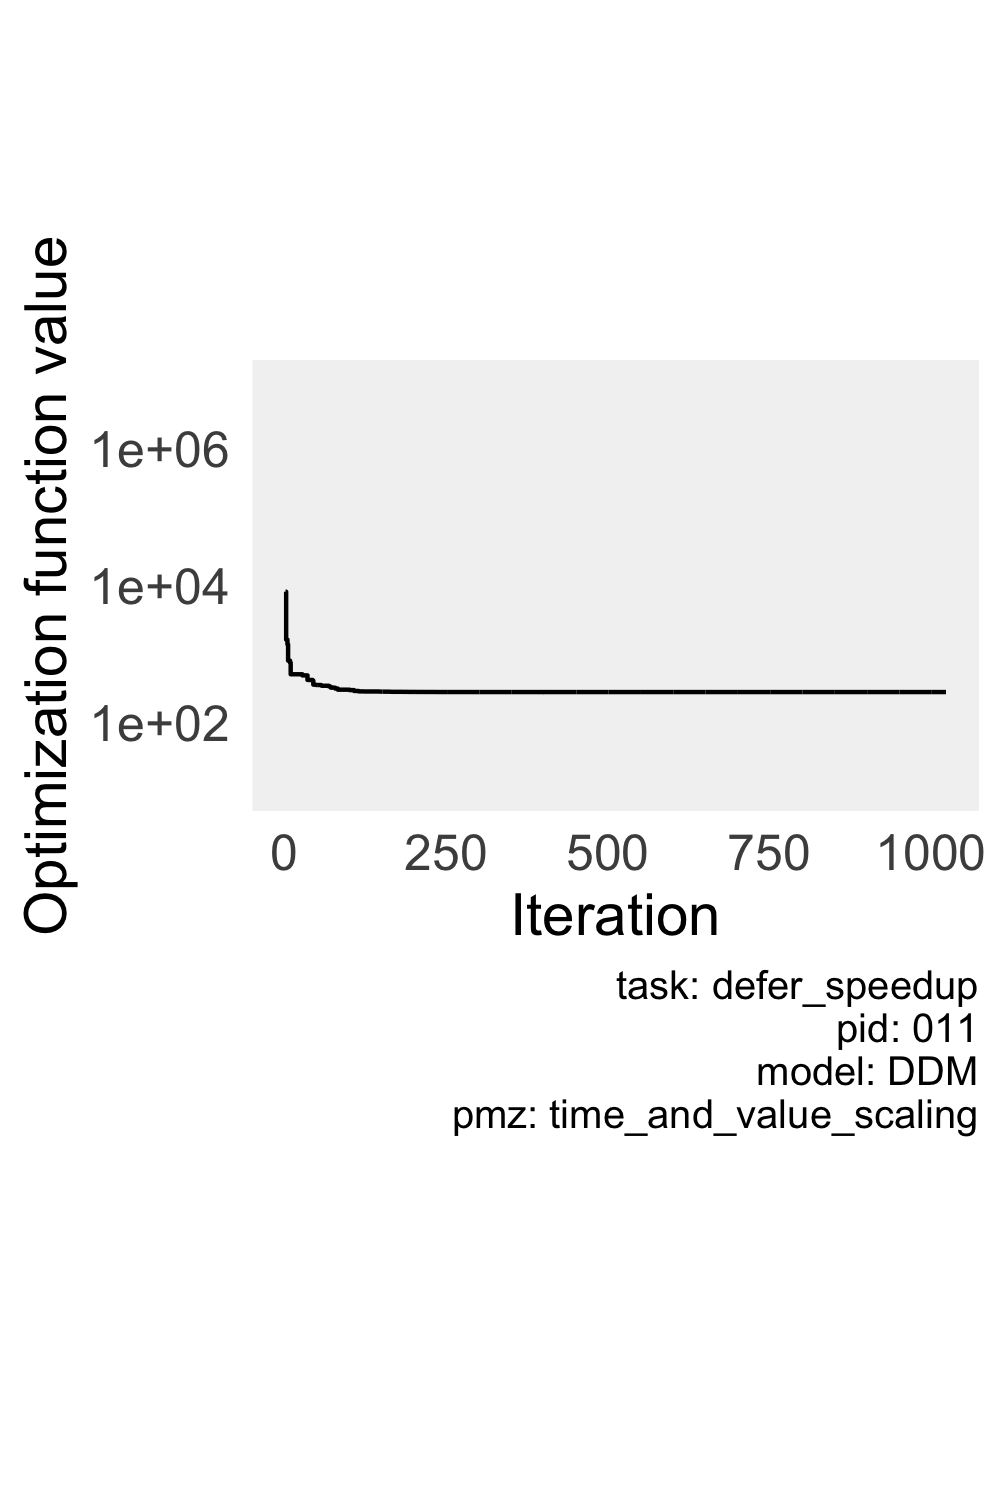 Optimization function value
1e+06
1e+04
1e+02
0 250 500 750 1000
Iteration
task: defer_speedup
pid: 011
model: DDM
pmz: time_and_value_scaling